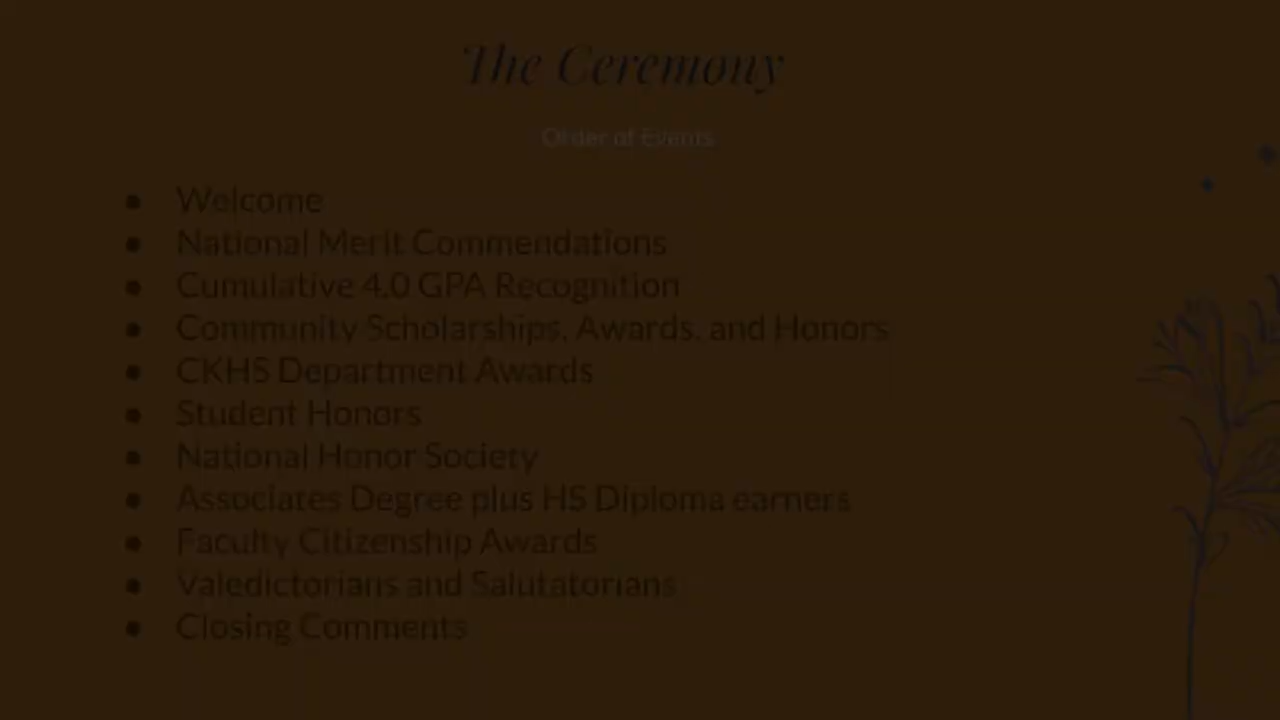 The Ceremony
Order of Events
• Welcome
• National Merit Commendations
• Cumulative 4.0 GPA Recognition
• Community Scholarships, Awards, and Honors
• CKHS Department Awards
• Student Honors
• National Honor Society
• Associates Degree plus HS Diploma earners
• Faculty Citizenship Awards
• Valedictorians and Salutatorians
• Closing Comments